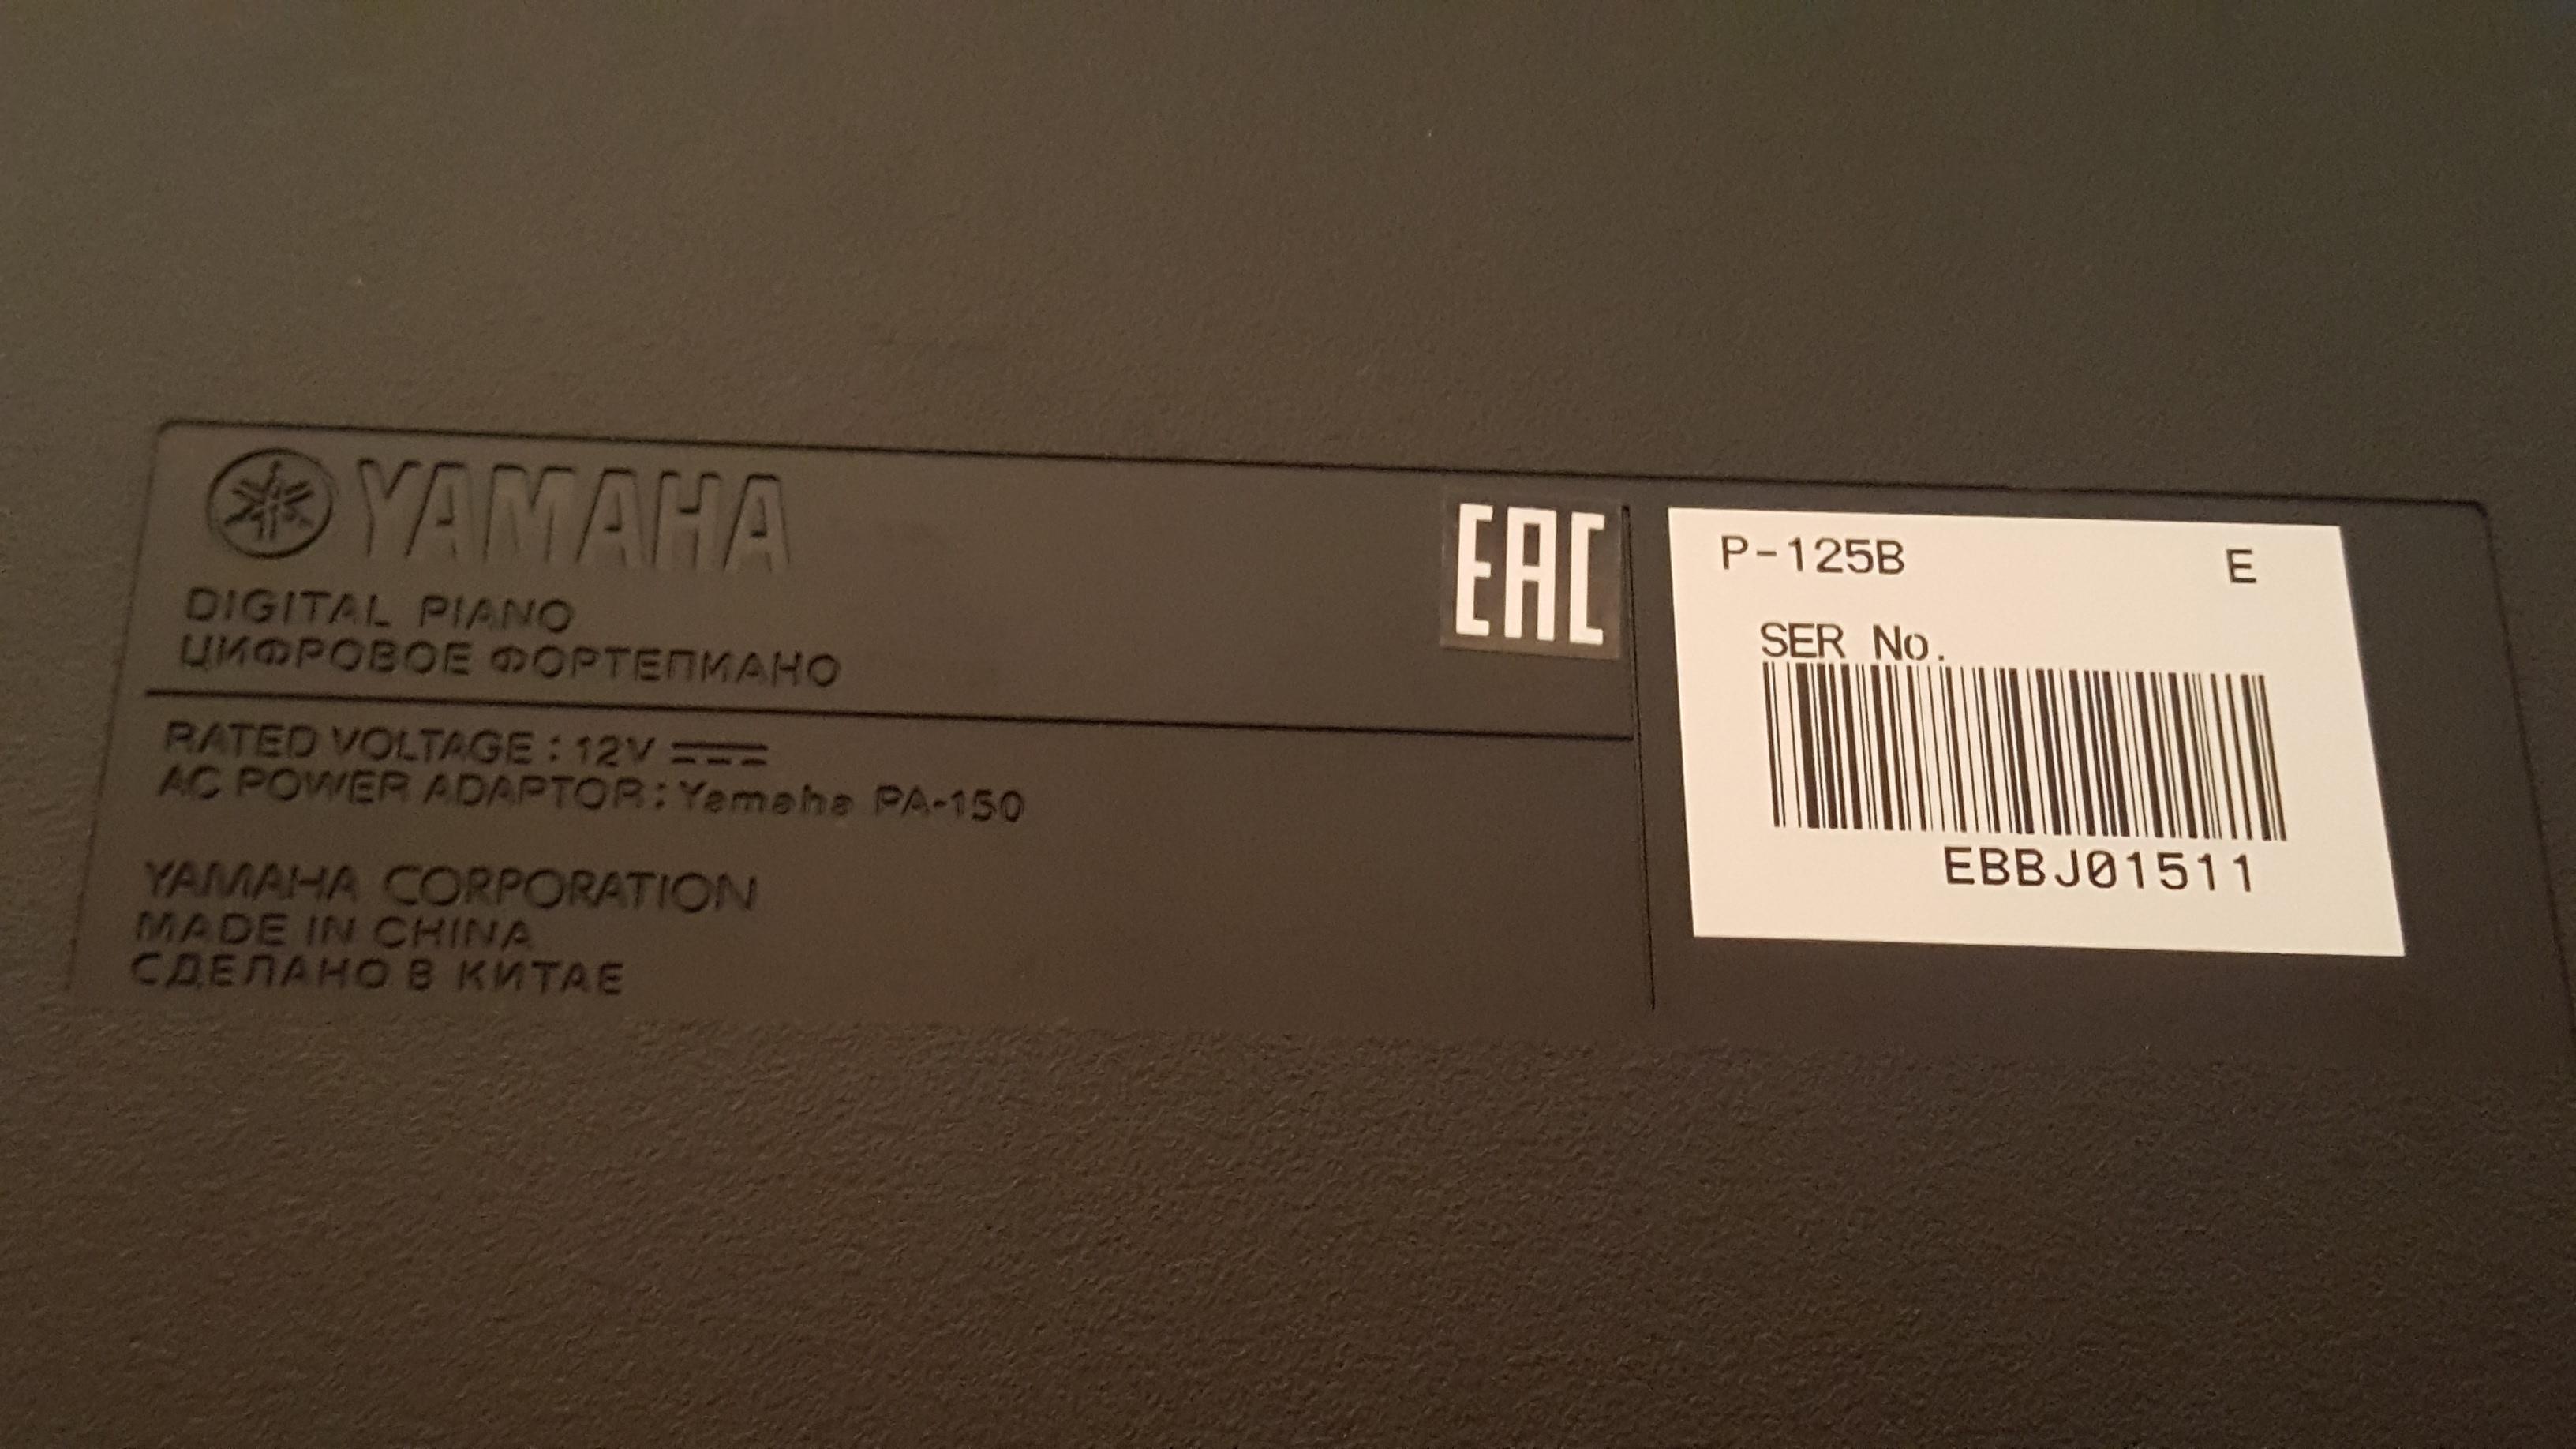 YAMAHA
DIGITAL PIANO
ЦИФРОВОЕ ФОРТЕПИАНО
RATED VOLTAGE : 12V
AC POWER ADAPTOR : Yamaha PA-150
YAMAHA CORPORATION
MADE IN CHINA
СДЕЛАНО В КИТАЕ
EAC
P-125B E
SER No.
EBBJ01511